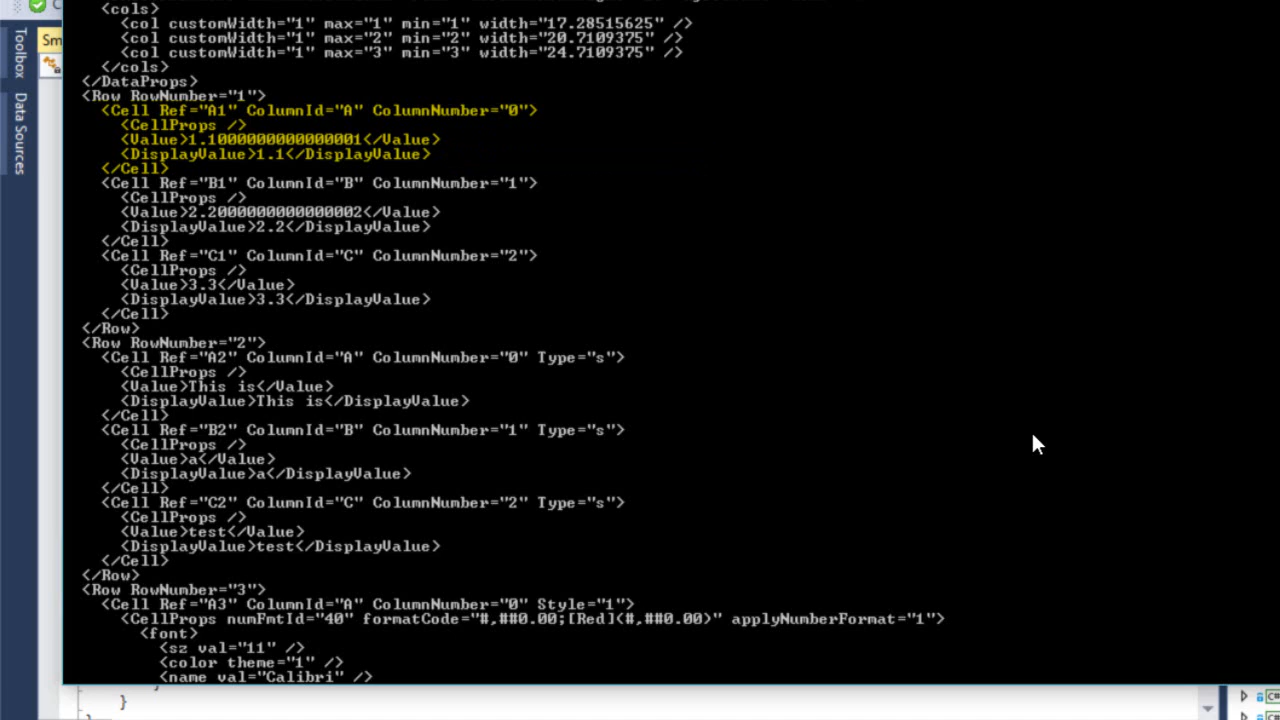 Toolbox
Data Sources
Sm
<cols>
<col customWidth="1" max="1" min="1" width="17.28515625" />
<col customWidth="1" max="2" min="2" width="20.7109375" />
<col customWidth="1" max="3" min="3" width="24.7109375" />
</cols>
</DataProps>
<Row RowNumber="1">
<Cell Ref="A1" ColumnId="A" ColumnNumber="0">
<CellProps />
<Value>1.1000000000000001</Value>
<DisplayValue>1.1</DisplayValue>
</Cell>
<Cell Ref="B1" ColumnId="B" ColumnNumber="1">
<CellProps />
<Value>2.2000000000000002</Value>
<DisplayValue>2.2</DisplayValue>
</Cell>
<Cell Ref="C1" ColumnId="C" ColumnNumber="2">
<CellProps />
<Value>3.3</Value>
<DisplayValue>3.3</DisplayValue>
</Cell>
</Row>
<Row RowNumber="2">
<Cell Ref="A2" ColumnId="A" ColumnNumber="0" Type="s">
<CellProps />
<Value>This is</Value>
<DisplayValue>This is</DisplayValue>
</Cell>
<Cell Ref="B2" ColumnId="B" ColumnNumber="1" Type="s">
<CellProps />
<Value>a</Value>
<DisplayValue>a</DisplayValue>
</Cell>
<Cell Ref="C2" ColumnId="C" ColumnNumber="2" Type="s">
<CellProps />
<Value>test</Value>
<DisplayValue>test</DisplayValue>
</Cell>
</Row>
<Row RowNumber="3">
<Cell Ref="A3" ColumnId="A" ColumnNumber="0" Style="1">
<CellProps numFmtId="40" formatCode="#,##0.00;[Red](#,##0.00)" applyNumberFormat="1">
<font>
<sz val="11" />
<color theme="1" />
<name val="Calibri" />
}